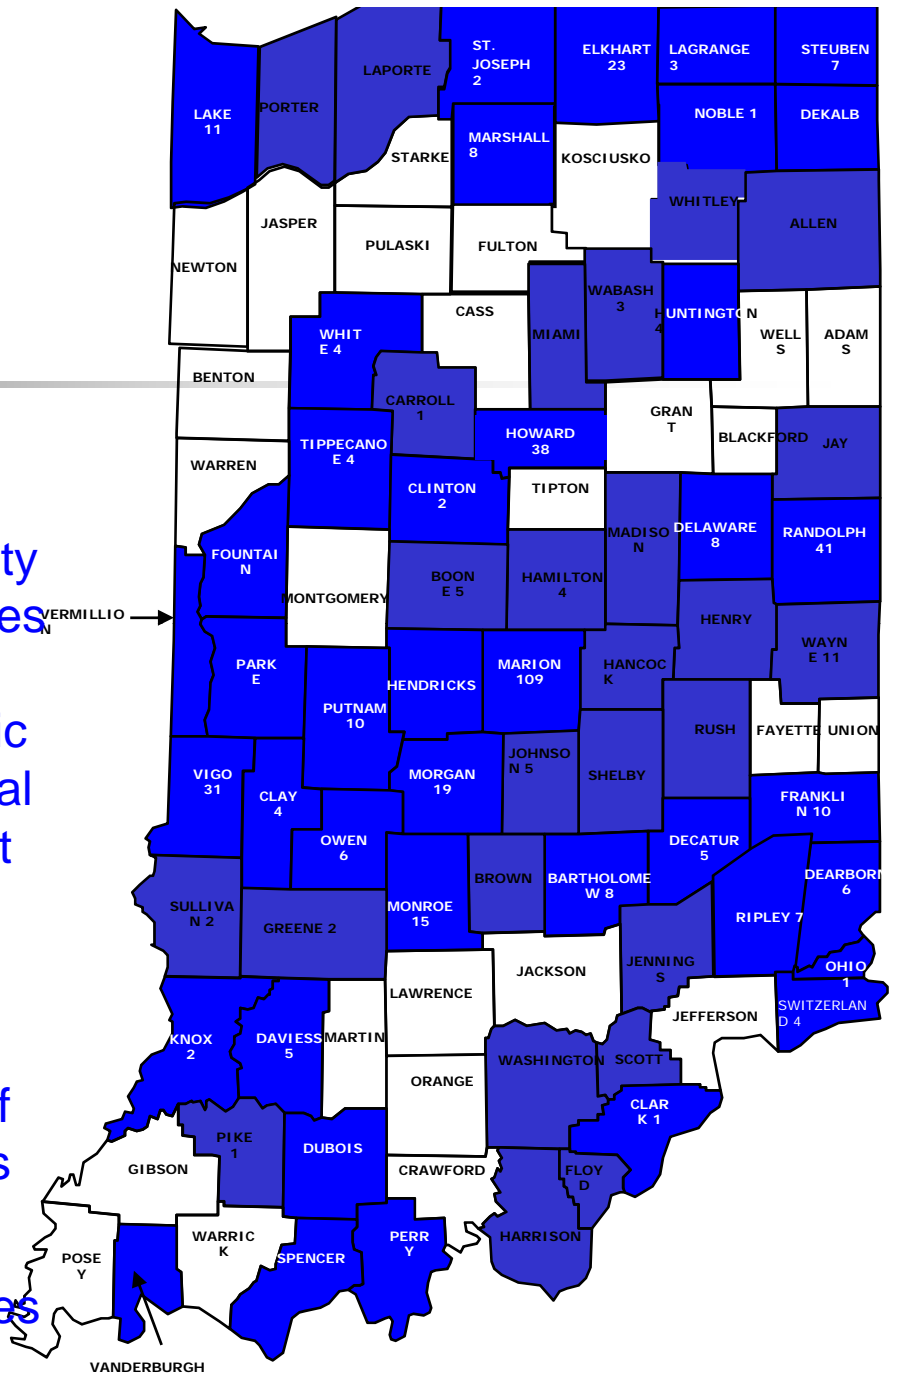 ST.
JOSEPH
2
ELKHART
23
LAGRANGE
3
STEUBEN
7
LAPORTE
PORTER
LAKE
11
NOBLE 1
DEKALB
STARKE
MARSHALL
8
KOSCIUSKO
WHITLEY
ALLEN
JASPER
PULASKI
FULTON
NEWTON
WABASH
3
HUNTINGTON
4
CASS
MIAMI
WHIT
E 4
WELL
S
ADAM
S
BENTON
CARROLL
1
GRAN
T
BLACKFORD
JAY
TIPPECANO
E 4
HOWARD
38
WARREN
CLINTON
2
TIPTON
MADISO
N
DELAWARE
8
RANDOLPH
41
FOUNTAI
N
ty
BOON
E 5
HAMILTON
4
MONTGOMERY
es
VERMILLIO
N
HENRY
WAYN
E 11
PARK
E
HENDRICKS
MARION
109
HANCOC
K
PUTNAM
10
RUSH
FAYETTE
UNION
ic
VIGO
31
CLAY
4
MORGAN
19
JOHNSO
N 5
SHELBY
FRANKLI
N 10
al
OWEN
6
DECATUR
5
t
BROWN
BARTHOLOME
W 8
DEARBORN
6
SULLIVA
N 2
GREENE 2
MONROE
15
RIPLEY 7
JENNING
S
OHIO
1
JACKSON
LAWRENCE
SWITZERLAN
D 4
JEFFERSON
KNOX
2
DAVIESS
5
MARTIN
WASHINGTON
SCOTT
ORANGE
f
CLAR
K 1
PIKE
1
DUBOIS
s
GIBSON
CRAWFORD
FLOY
D
WARRIC
K
PERR
Y
HARRISON
POSE
Y
SPENCER
es
VANDERBURGH